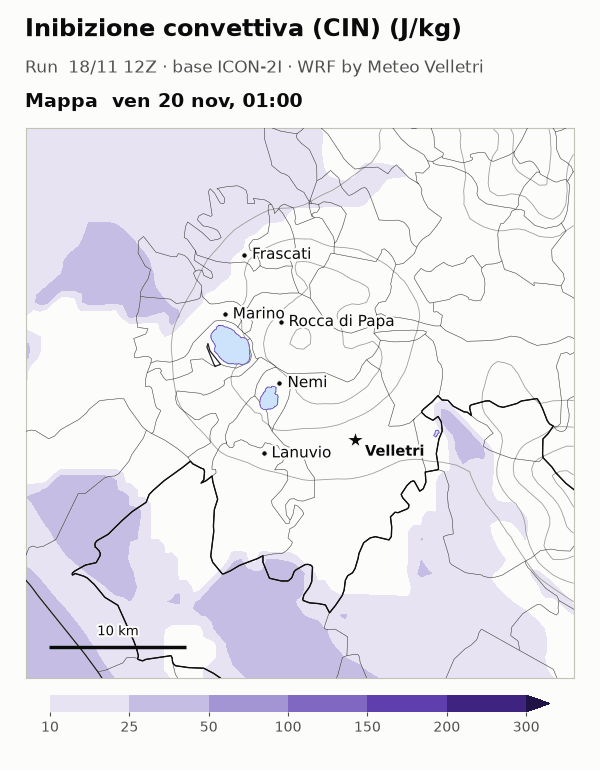 Inibizione convettiva (CIN) (J/kg)
Run  18/11 12Z · base ICON-2I · WRF by Meteo Velletri
Mappa  ven 20 nov, 01:00
Frascati
Marino
Rocca di Papa
Nemi
Velletri
Lanuvio
10 km
10 25 50 100 150 200 300